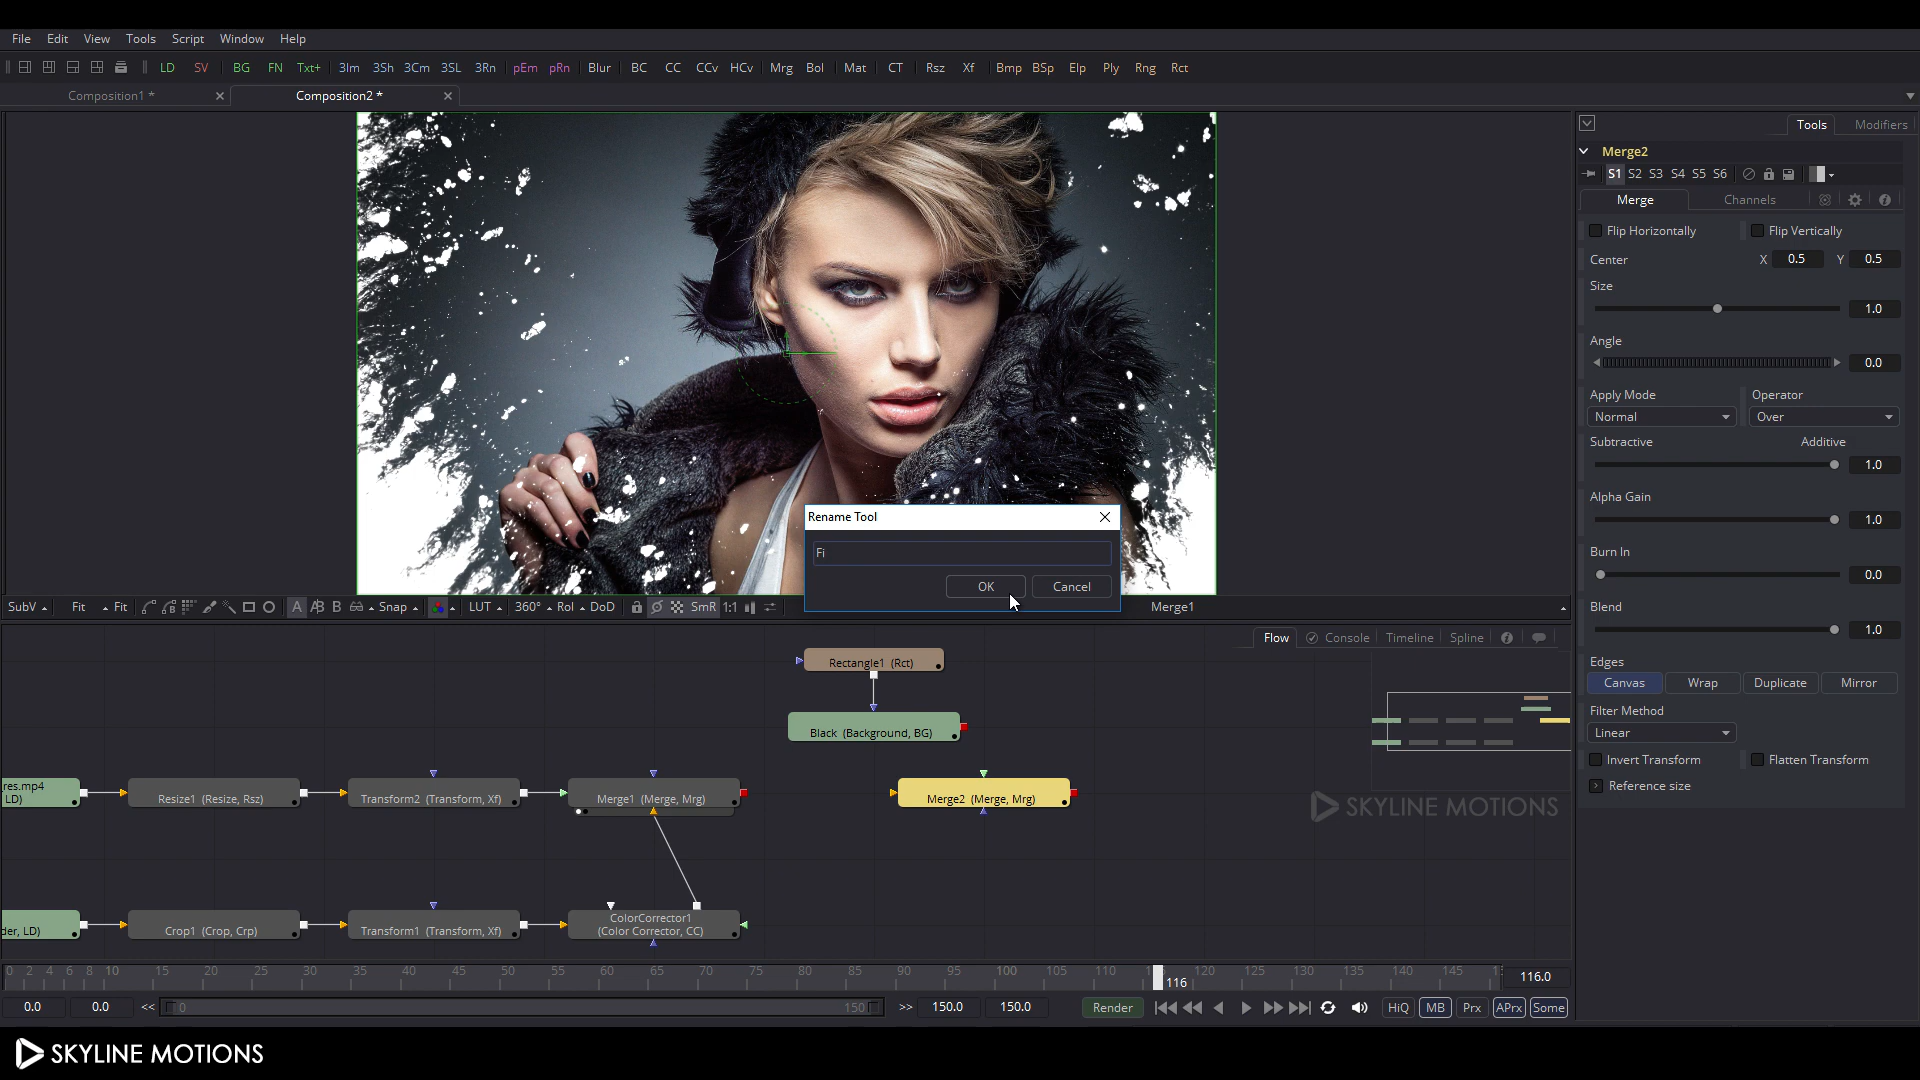 File Edit View Tools Script Window Help
LD SV BG FN Txt+ 3Im 3Sh 3Cm 3SL 3Rn pEm pRn Blur BC CC CCv HCv Mrg Bol Mat CT Rsz Xf Bmp BSp Elp Ply Rng Rct
Composition1 * Composition2 *
Tools Modifiers
Merge2
S1 S2 S3 S4 S5 S6
Merge Channels
Flip Horizontally Flip Vertically
Center X 0.5 Y 0.5
Size
1.0
Angle
0.0
Apply Mode Operator
Normal Over
Subtractive Additive
1.0
Alpha Gain
1.0
Burn In
0.0
Blend
1.0
Edges
Canvas Wrap Duplicate Mirror
Filter Method
Linear
Invert Transform Flatten Transform
Reference size
Rename Tool
Fi
OK Cancel
SubV Fit Fit A A|B B Snap LUT 360° RoI DoD SmR 1:1 Merge1
Flow Console Timeline Spline
Rectangle1 (Rct)
Black (Background, BG)
_res.mp4
LD)
Resize1 (Resize, Rsz)
Transform2 (Transform, Xf)
Merge1 (Merge, Mrg)
Merge2 (Merge, Mrg)
SKYLINE MOTIONS
der, LD)
Crop1 (Crop, Crp)
Transform1 (Transform, Xf)
ColorCorrector1
(Color Corrector, CC)
0 2 4 6 8 10 15 20 25 30 35 40 45 50 55 60 65 70 75 80 85 90 95 100 105 110 116 120 125 130 135 140 145 116.0
0.0 0.0 << 0 150 >> 150.0 150.0 Render HiQ MB Prx APrx Some
SKYLINE MOTIONS